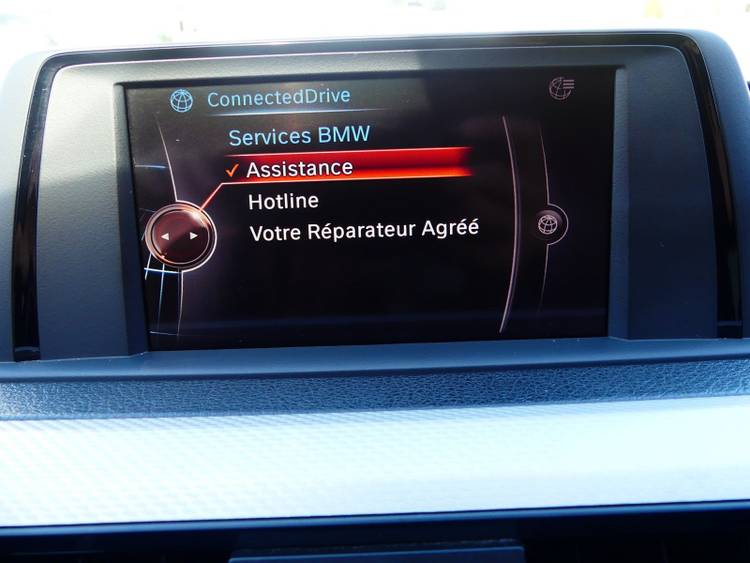 ConnectedDrive
Services BMW
Assistance
Hotline
Votre Réparateur Agréé